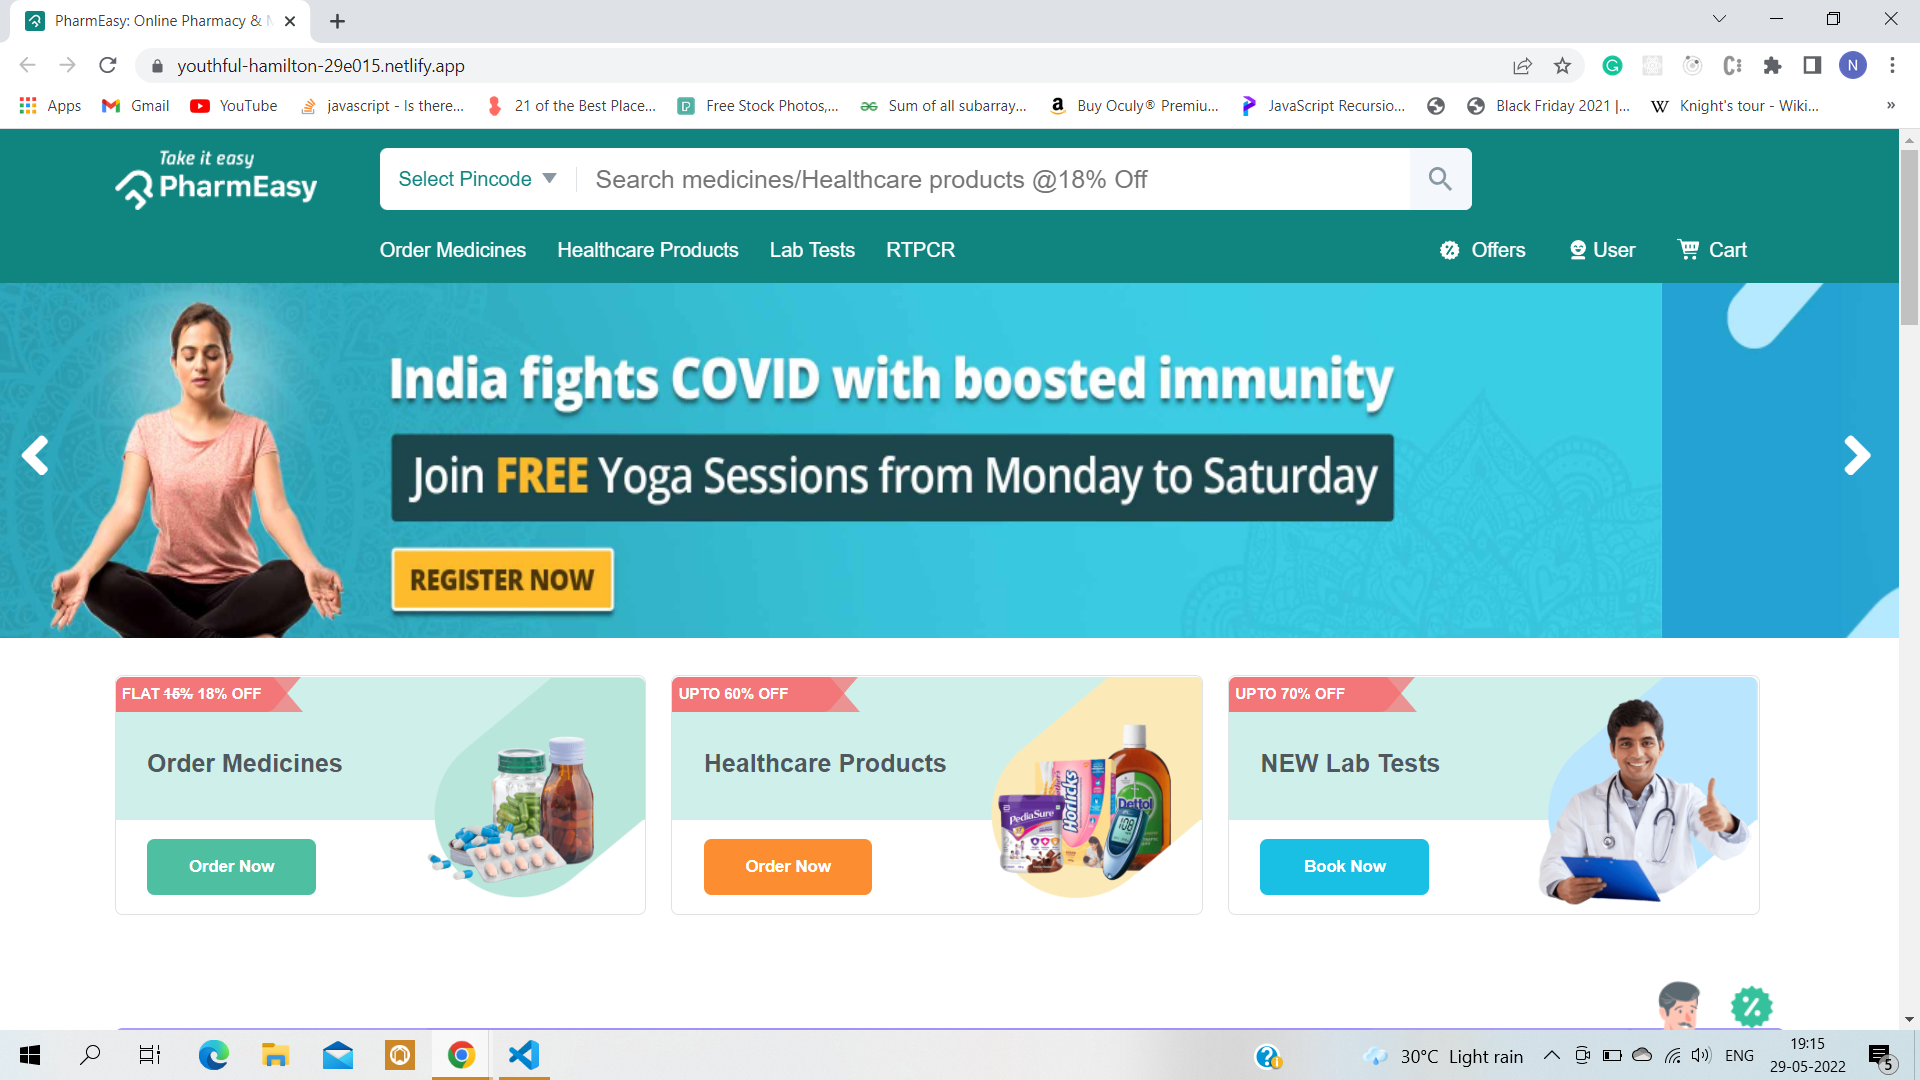 PharmEasy: Online Pharmacy &
youthful-hamilton-29e015.netlify.app
N
Apps
Gmail
YouTube
javascript - Is there...
21 of the Best Place...
Free Stock Photos,...
Sum of all subarray...
Buy Oculy® Premiu...
JavaScript Recursio...
Black Friday 2021 |...
Knight's tour - Wiki...
»
Take it easy
PharmEasy
Select Pincode
Search medicines/Healthcare products @18% Off
Order Medicines
Healthcare Products
Lab Tests
RTPCR
Offers
User
Cart
India fights COVID with boosted immunity
Join FREE Yoga Sessions from Monday to Saturday
REGISTER NOW
FLAT 15% 18% OFF
Order Medicines
Order Now
UPTO 60% OFF
Healthcare Products
PediaSure
Horlicks
Dettol
108
Order Now
UPTO 70% OFF
NEW Lab Tests
Book Now
30°C Light rain
ENG
19:15
29-05-2022
5